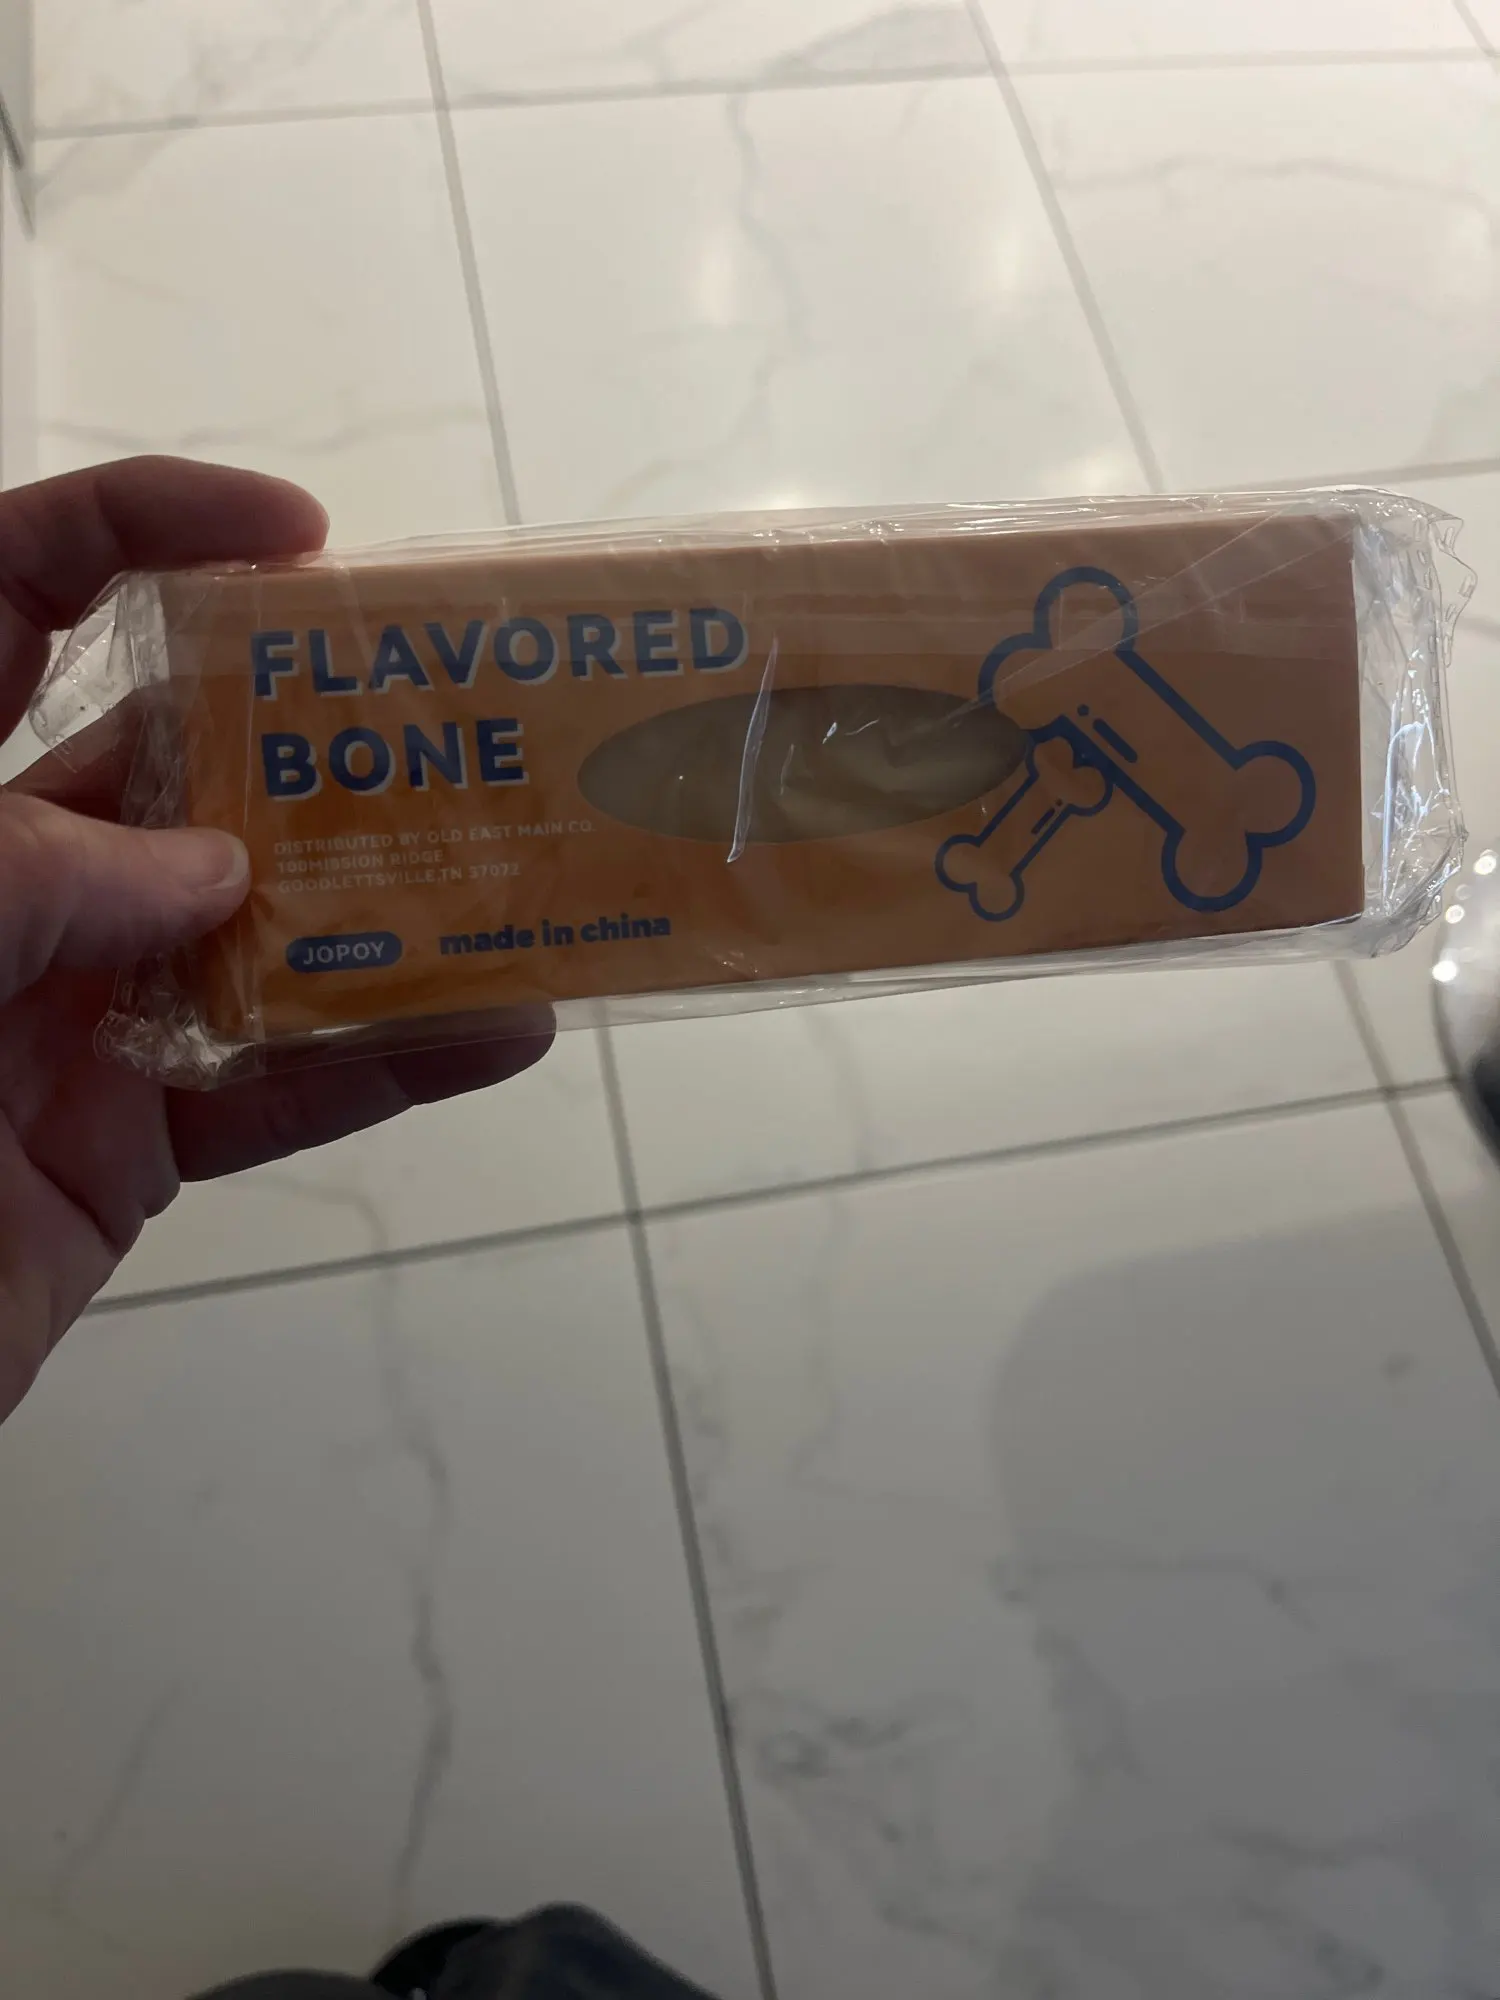 FLAVORED
BONE
DISTRIBUTED BY OLD EAST MAIN CO.
100MISSION RIDGE
GOODLETTSVILLE,TN 37072
JOPOY
made in china